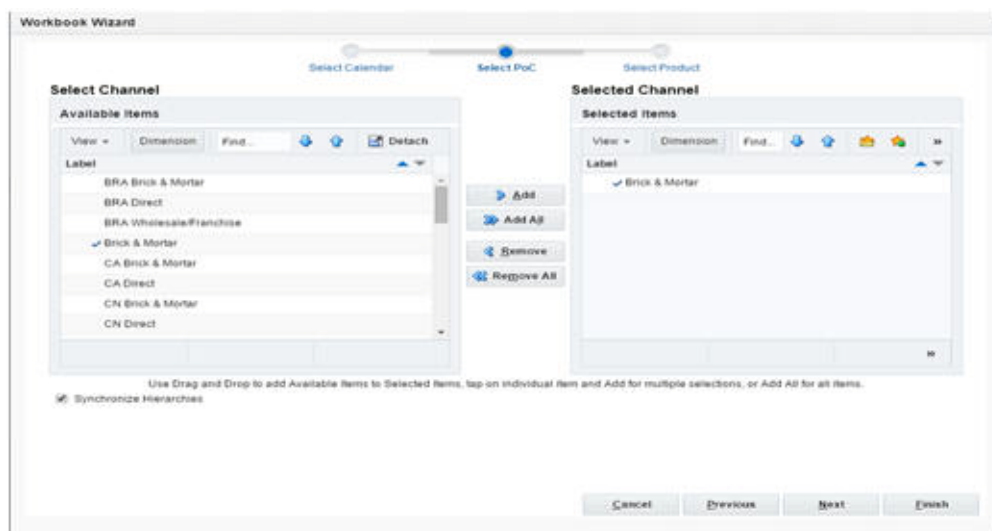 Workbook Wizard
Select Calendar
Select PoC
Select Product
Select Channel
Selected Channel
Available Items
Selected Items
View
Dimension
Find...
Detach
View
Dimension
Find...
Label
Label
BRA Brick & Mortar
BRA Direct
BRA Wholesale/Franchise
Brick & Mortar
CA Brick & Mortar
CA Direct
CN Brick & Mortar
CN Direct
Brick & Mortar
Add
Add All
Remove
Remove All
Use Drag and Drop to add Available Items to Selected Items, tap on individual item and Add for multiple selections, or Add All for all items.
Synchronize Hierarchies
Cancel
Previous
Next
Finish